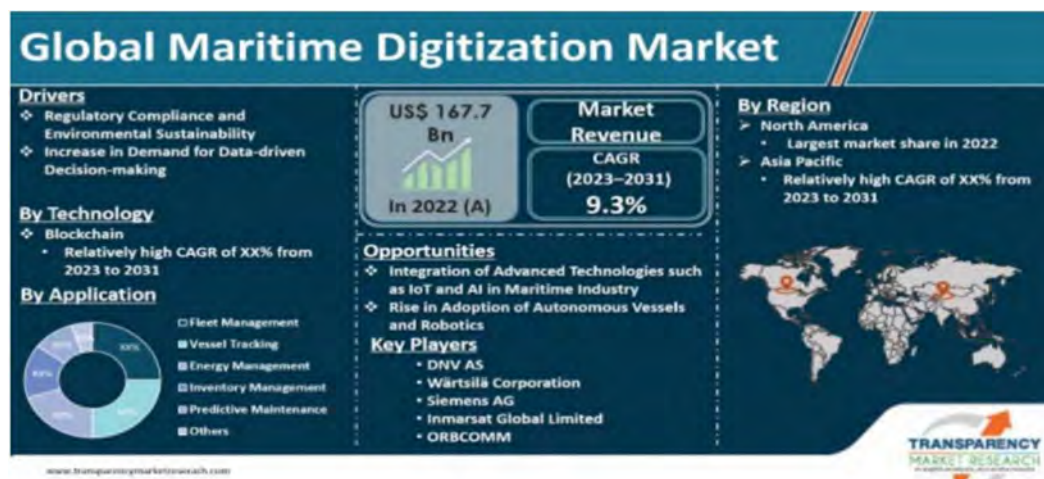 Global Maritime Digitization Market
Drivers
❖ Regulatory Compliance and
Environmental Sustainability
❖ Increase in Demand for Data-driven
Decision-making
By Technology
❖ Blockchain
• Relatively high CAGR of XX% from
2023 to 2031
By Application
XX%
Fleet Management
Vessel Tracking
Energy Management
Inventory Management
Predictive Maintenance
Others
US$ 167.7
Bn
In 2022 (A)
Market
Revenue
CAGR
(2023–2031)
9.3%
Opportunities
❖ Integration of Advanced Technologies such
as IoT and AI in Maritime Industry
❖ Rise in Adoption of Autonomous Vessels
and Robotics
Key Players
• DNV AS
• Wärtsilä Corporation
• Siemens AG
• Inmarsat Global Limited
• ORBCOMM
By Region
➢ North America
• Largest market share in 2022
➢ Asia Pacific
• Relatively high CAGR of XX% from
2023 to 2031
TRANSPARENCY
MARKET RESEARCH